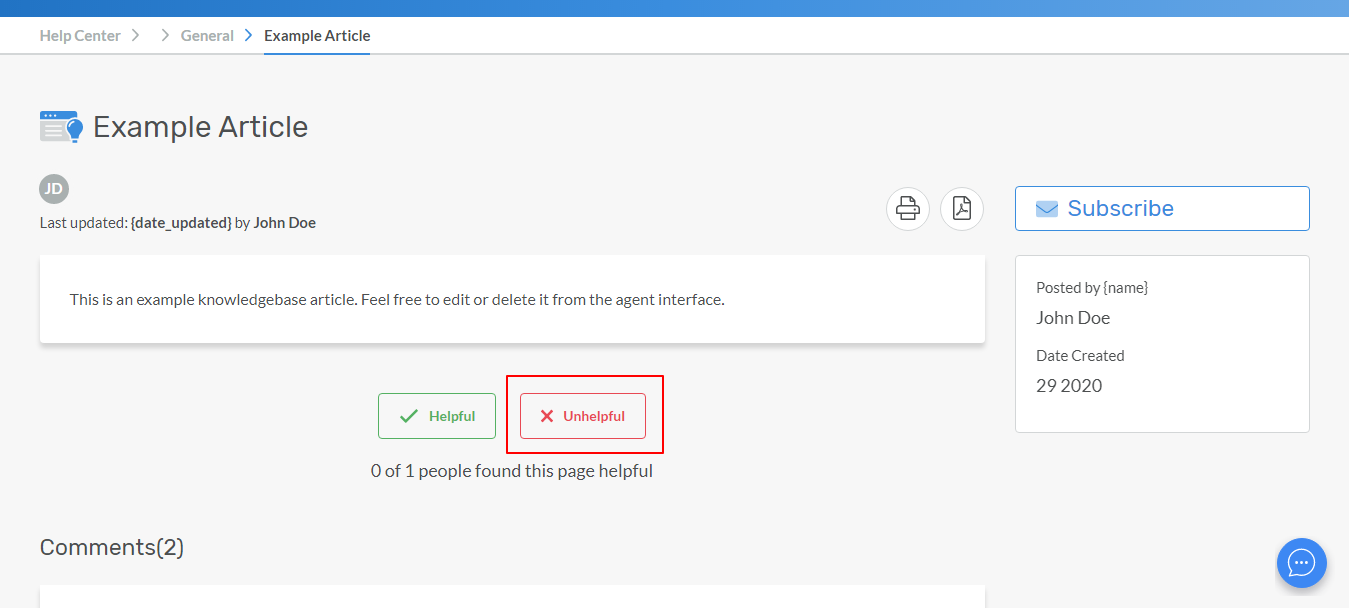 Help Center > > General > Example Article
Example Article
JD
Last updated: {date_updated} by John Doe
Subscribe
This is an example knowledgebase article. Feel free to edit or delete it from the agent interface.
Posted by {name}
John Doe
Date Created
29 2020
Helpful
Unhelpful
0 of 1 people found this page helpful
Comments(2)